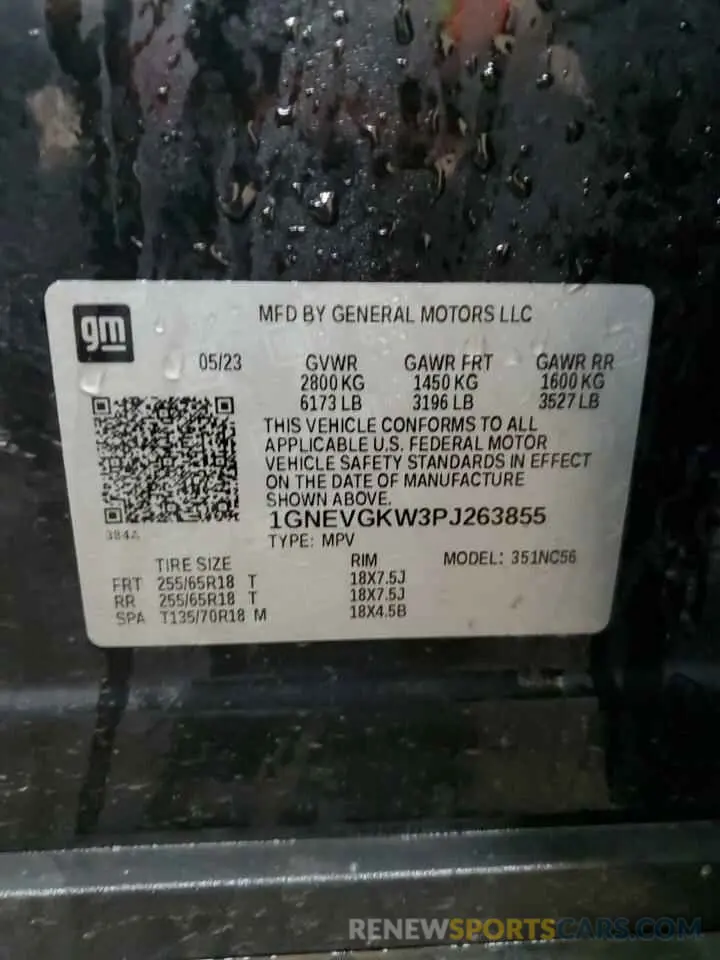 gm
MFD BY GENERAL MOTORS LLC
05/23 GVWR GAWR FRT GAWR RR
2800 KG 1450 KG 1600 KG
6173 LB 3196 LB 3527 LB
THIS VEHICLE CONFORMS TO ALL
APPLICABLE U.S. FEDERAL MOTOR
VEHICLE SAFETY STANDARDS IN EFFECT
ON THE DATE OF MANUFACTURE
SHOWN ABOVE.
384A
1GNEVGKW3PJ263855
TYPE: MPV
TIRE SIZE RIM MODEL: 351NC56
FRT 255/65R18 T 18X7.5J
RR 255/65R18 T 18X7.5J
SPA T135/70R18 M 18X4.5B
RENEWSPORTSCARS.COM